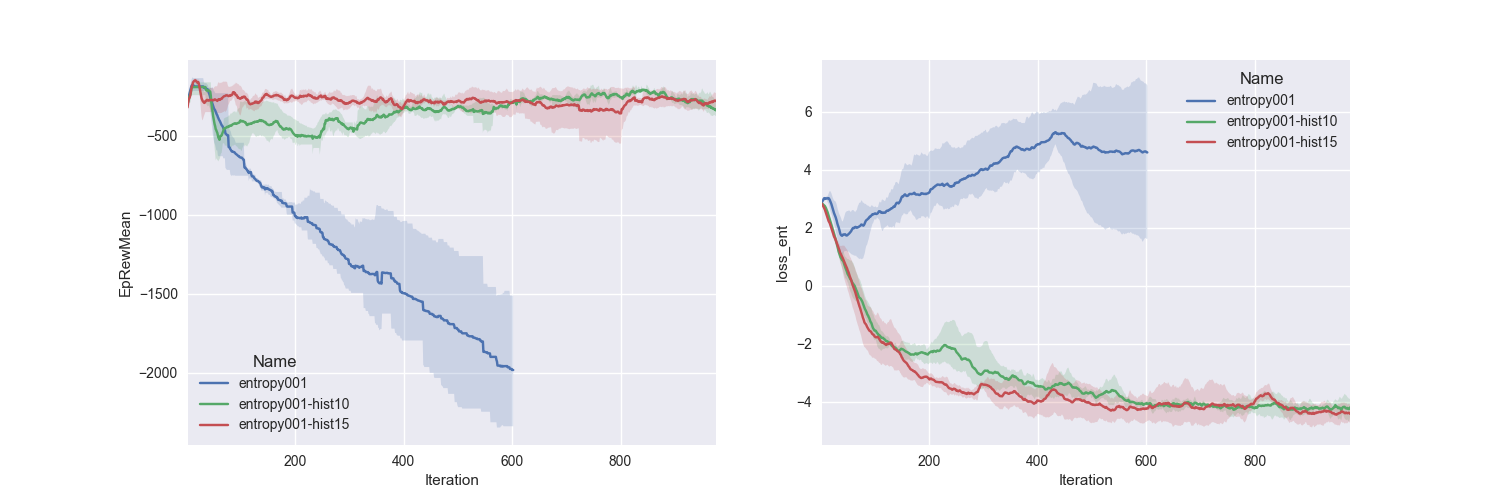 EpRewMean
−500
−1000
−1500
−2000
200
400
600
800
Iteration
Name
entropy001
entropy001-hist10
entropy001-hist15
loss_ent
6
4
2
0
−2
−4
200
400
600
800
Iteration
Name
entropy001
entropy001-hist10
entropy001-hist15